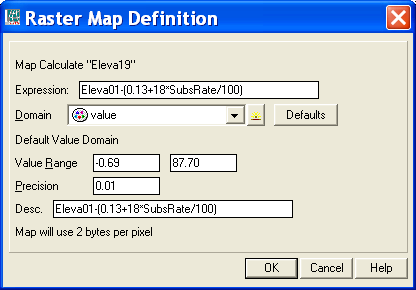 Raster Map Definition
Map Calculate "Eleva19"
Expression: Eleva01-(0.13+18*SubsRate/100)
Domain value Defaults
Default Value Domain
Value Range -0.69 87.70
Precision 0.01
Desc. Eleva01-(0.13+18*SubsRate/100)
Map will use 2 bytes per pixel
OK Cancel Help